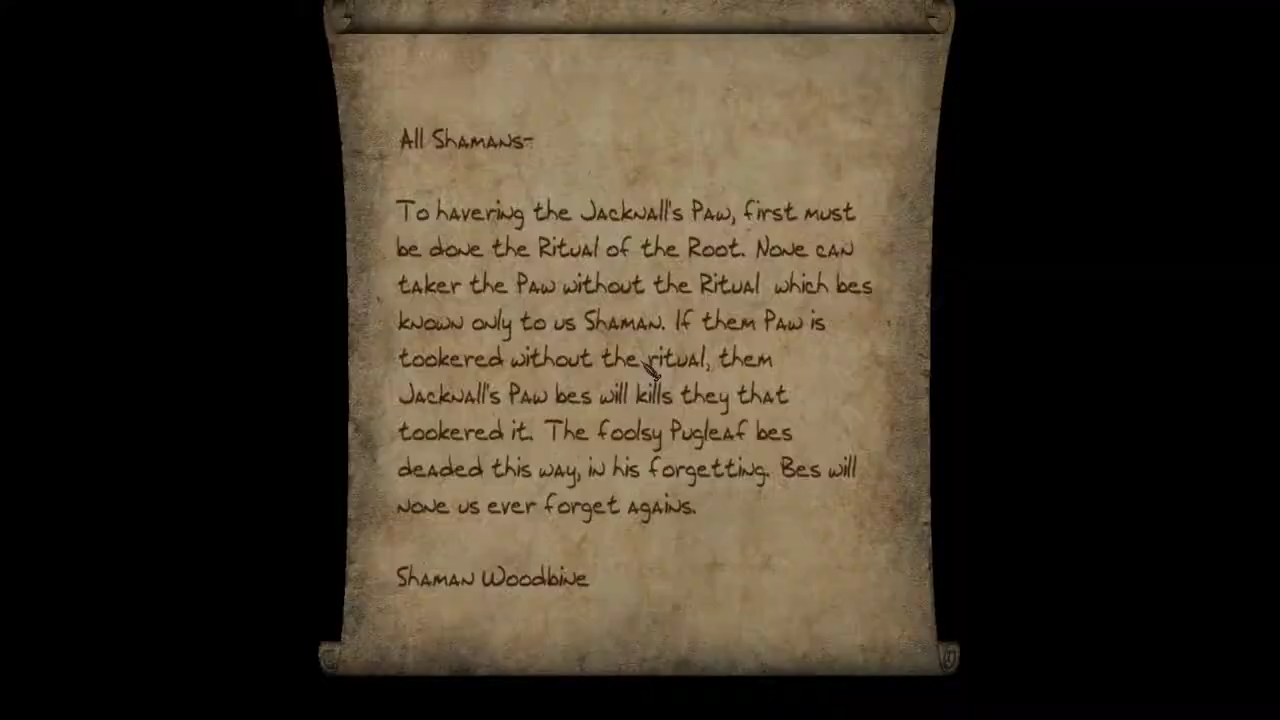 All Shamans-
To havering the Jacknall's Paw, first must
be done the Ritual of the Root. None can
taker the Paw without the Ritual which bes
known only to us Shaman. If them Paw is
tookered without the ritual, them
Jacknall's Paw bes will kills they that
tookered it. The foolsy Pugleaf bes
deaded this way, in his forgetting. Bes will
none us ever forget agains.
Shaman Woodbine